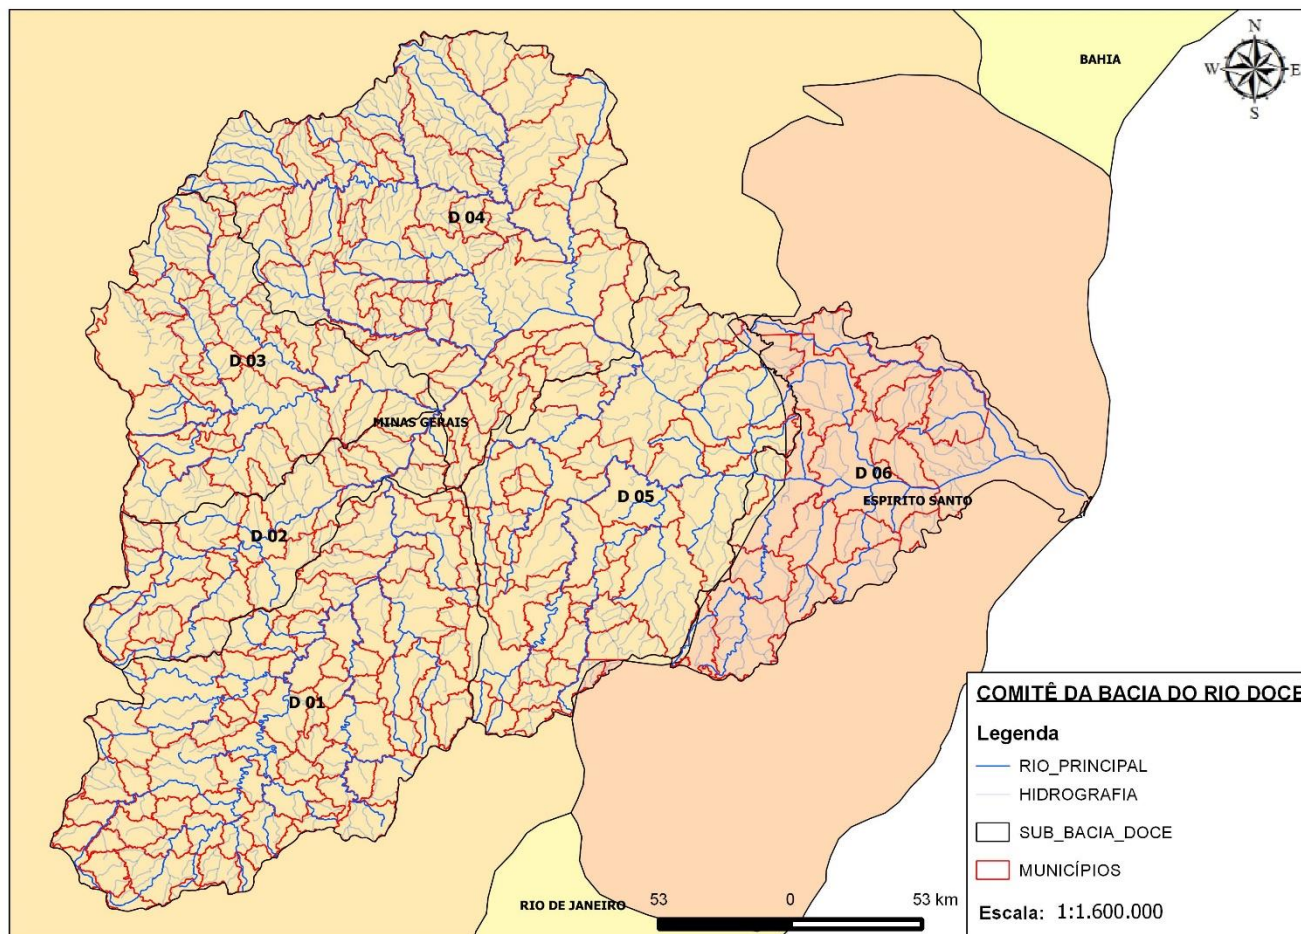 BAHIA
N
W
E
S
D 04
D 03
MINAS GERAIS
D 06
ESPIRITO SANTO
D 05
D 02
D 01
RIO DE JANEIRO
53
0
53 km
COMITÊ DA BACIA DO RIO DOCE
Legenda
RIO_PRINCIPAL
HIDROGRAFIA
SUB_BACIA_DOCE
MUNICÍPIOS
Escala: 1:1.600.000